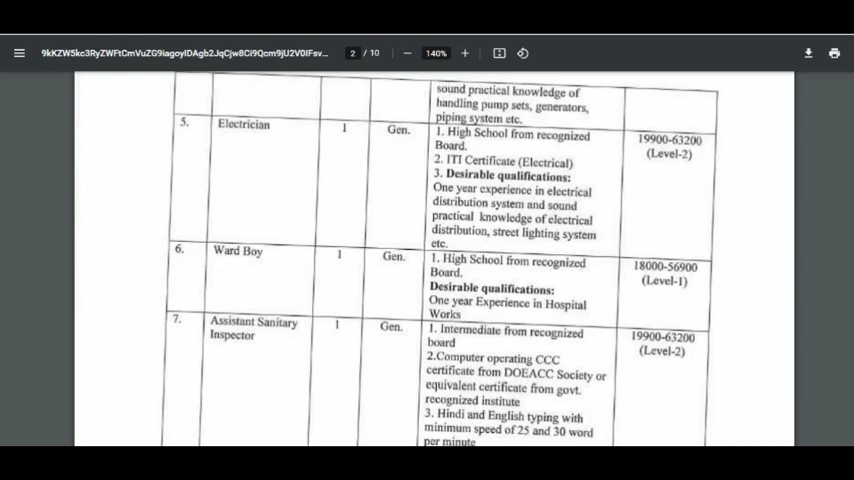 9kKZW5kc3RyZWFtCmVuZG9iagoyIDAgb2JqCjw8Ci9Qcm9jU2V0IFsv...
2 / 10
140%
sound practical knowledge of
handling pump sets, generators,
piping system etc.
5. Electrician 1 Gen. 1. High School from recognized 19900-63200
Board. (Level-2)
2. ITI Certificate (Electrical)
3. Desirable qualifications:
One year experience in electrical
distribution system and sound
practical knowledge of electrical
distribution, street lighting system
etc.
6. Ward Boy 1 Gen. 1. High School from recognized 18000-56900
Board. (Level-1)
Desirable qualifications:
One year Experience in Hospital
Works
7. Assistant Sanitary 1 Gen. 1. Intermediate from recognized 19900-63200
Inspector board (Level-2)
2.Computer operating CCC
certificate from DOEACC Society or
equivalent certificate from govt.
recognized institute
3. Hindi and English typing with
minimum speed of 25 and 30 word
per minute